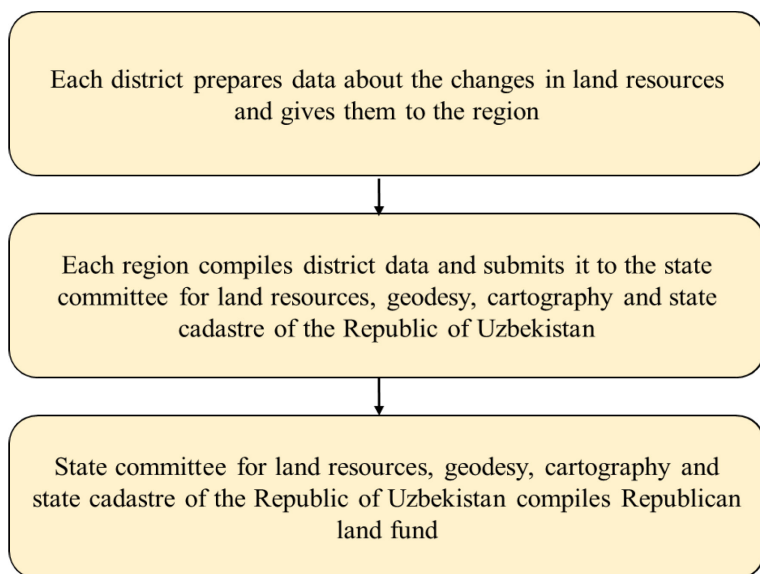 Each district prepares data about the changes in land resources
and gives them to the region
Each region compiles district data and submits it to the state
committee for land resources, geodesy, cartography and state
cadastre of the Republic of Uzbekistan
State committee for land resources, geodesy, cartography and
state cadastre of the Republic of Uzbekistan compiles Republican
land fund